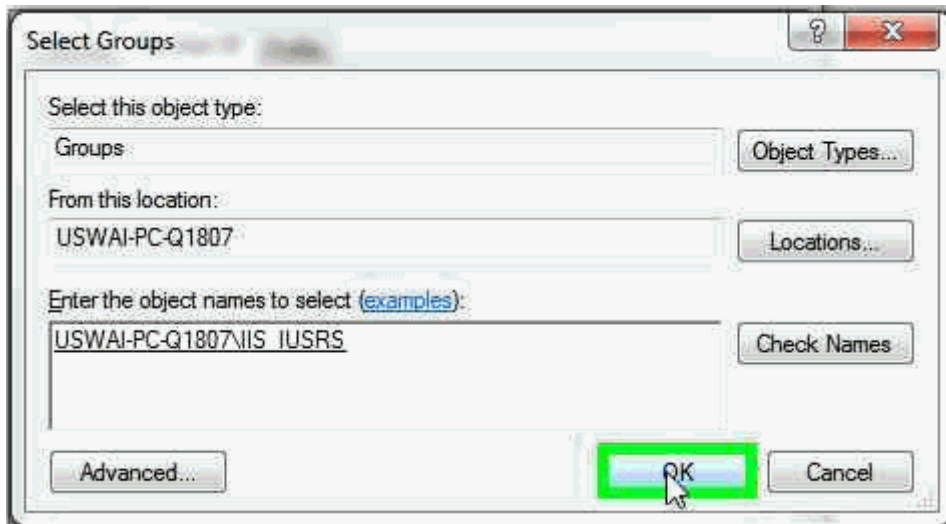 Select Groups
Select this object type:
Groups
Object Types...
From this location:
USWAI-PC-Q1807
Locations...
Enter the object names to select (examples):
USWAI-PC-Q1807\IIS_IUSRS
Check Names
Advanced...
OK
Cancel